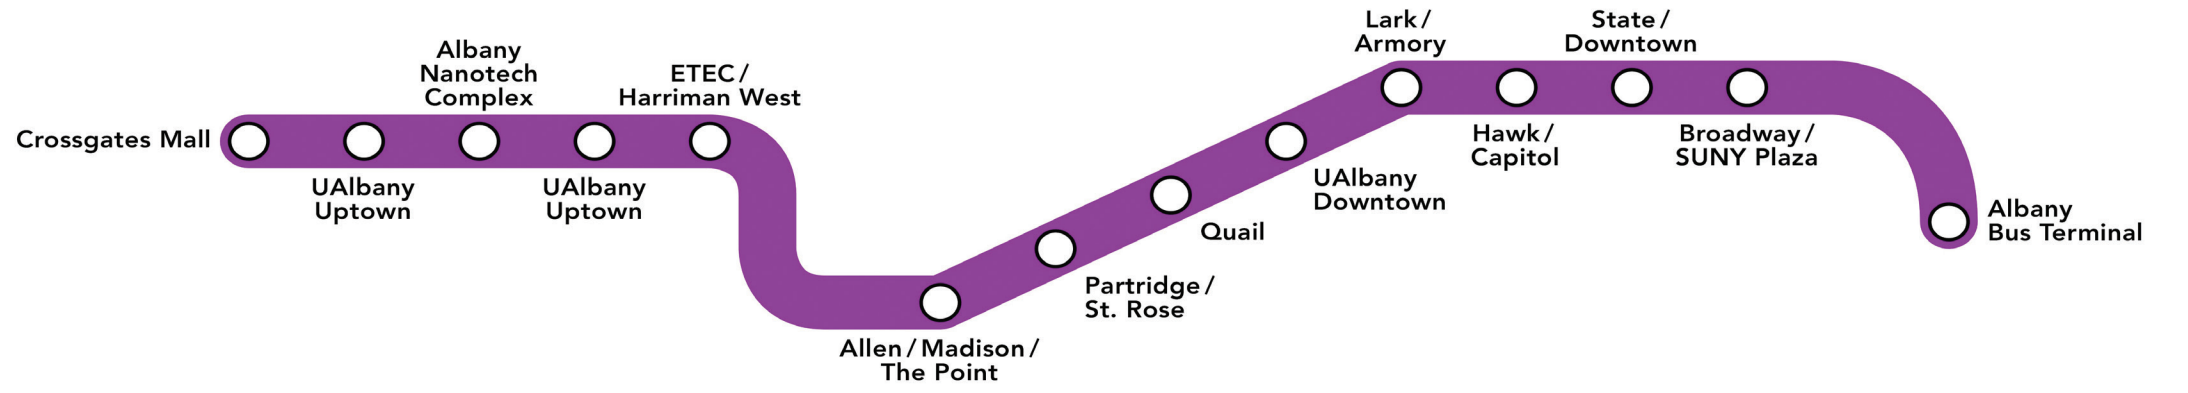 Crossgates Mall
UAlbany
Uptown
Albany
Nanotech
Complex
UAlbany
Uptown
ETEC /
Harriman West
Allen / Madison /
The Point
Partridge /
St. Rose
Quail
UAlbany
Downtown
Lark /
Armory
Hawk /
Capitol
State /
Downtown
Broadway /
SUNY Plaza
Albany
Bus Terminal